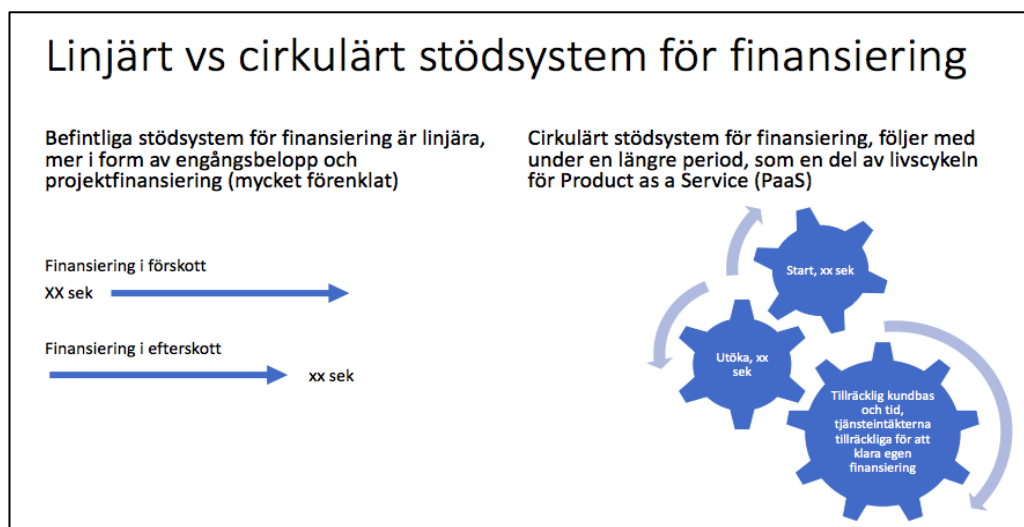 Linjärt vs cirkulärt stödsystem för finansiering
Befintliga stödsystem för finansiering är linjära,
mer i form av engångsbelopp och
projektfinansiering (mycket förenklat)
Finansiering i förskott
XX sek
Finansiering i efterskott
xx sek
Cirkulärt stödsystem för finansiering, följer med
under en längre period, som en del av livscykeln
för Product as a Service (PaaS)
Start, xx sek
Utöka, xx
sek
Tillräcklig kundbas
och tid,
tjänsteintäkterna
tillräckliga för att
klara egen
finansiering